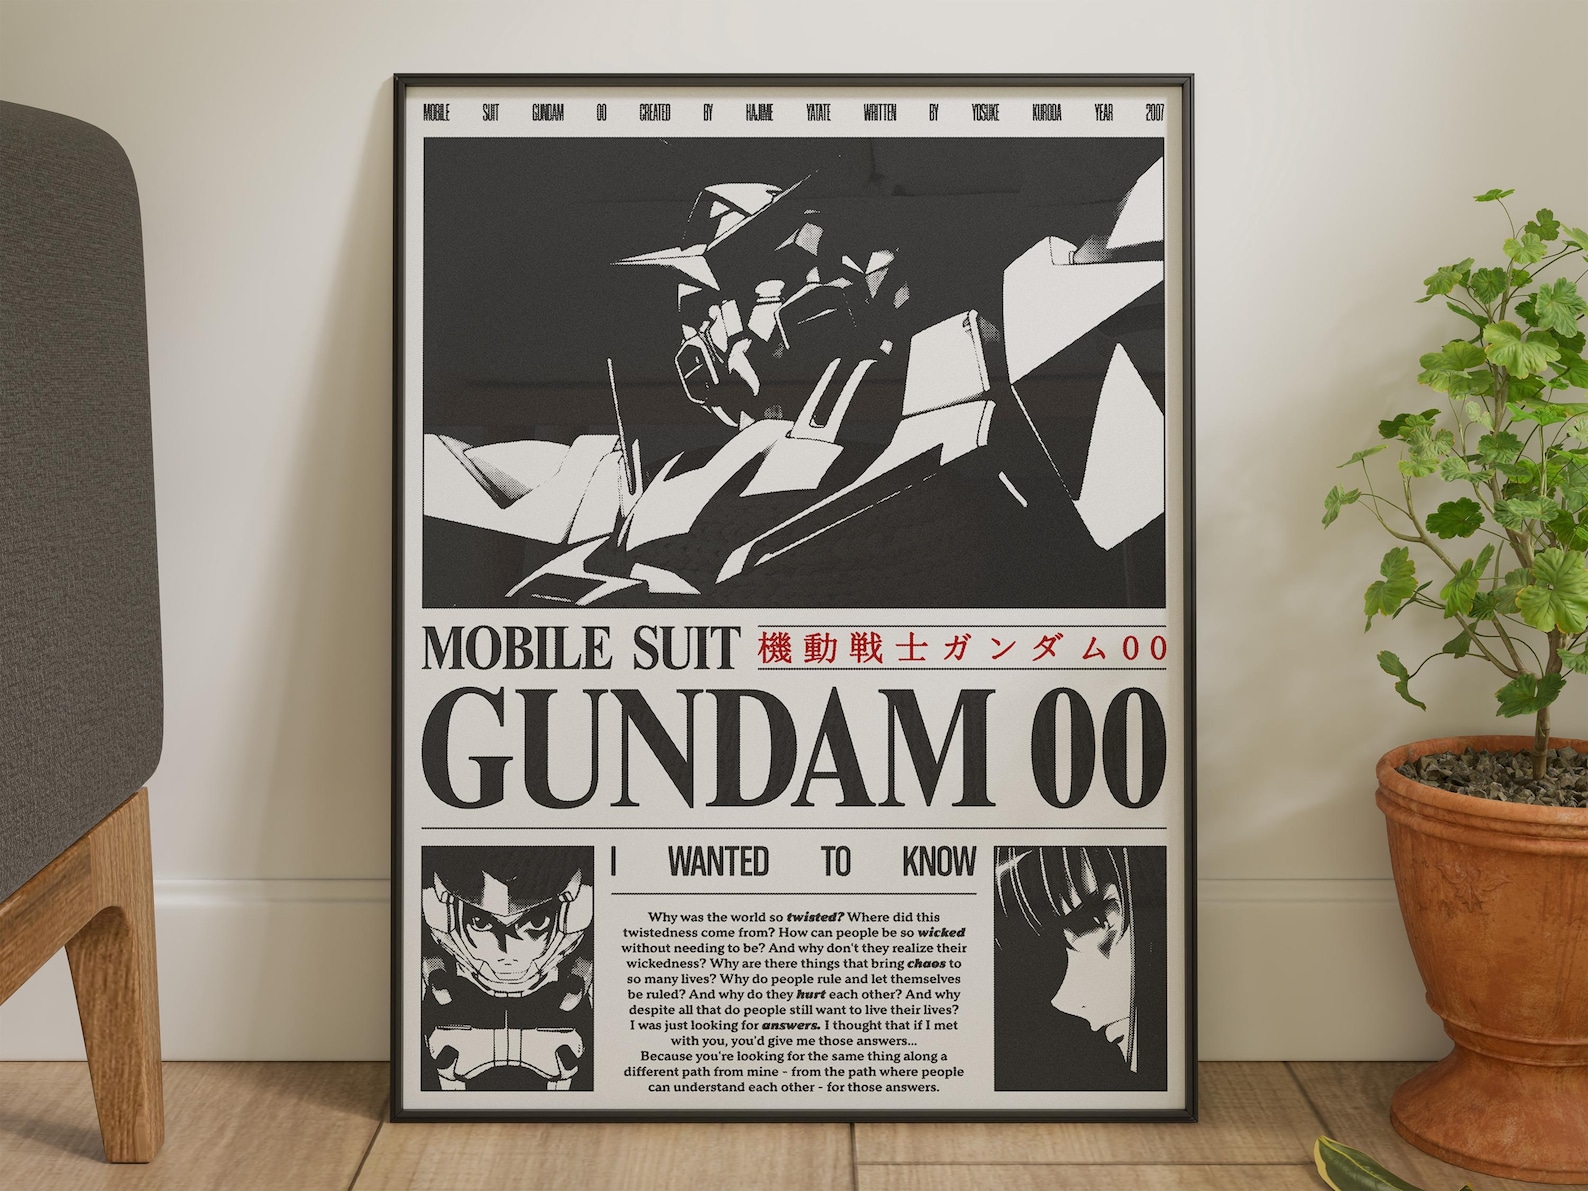 MOBILE SUIT GUNDAM 00 CREATED BY HAJIME YATATE WRITTEN BY YOSUKE KURODA YEAR 2007
MOBILE SUIT 機動戦士ガンダム00
GUNDAM 00
I WANTED TO KNOW
Why was the world so twisted? Where did this
twistedness come from? How can people be so wicked
without needing to be? And why don't they realize their
wickedness? Why are there things that bring chaos to
so many lives? Why do people rule and let themselves
be ruled? And why do they hurt each other? And why
despite all that do people still want to live their lives?
I was just looking for answers. I thought that if I met
with you, you'd give me those answers...
Because you're looking for the same thing along a
different path from mine - from the path where people
can understand each other - for those answers.